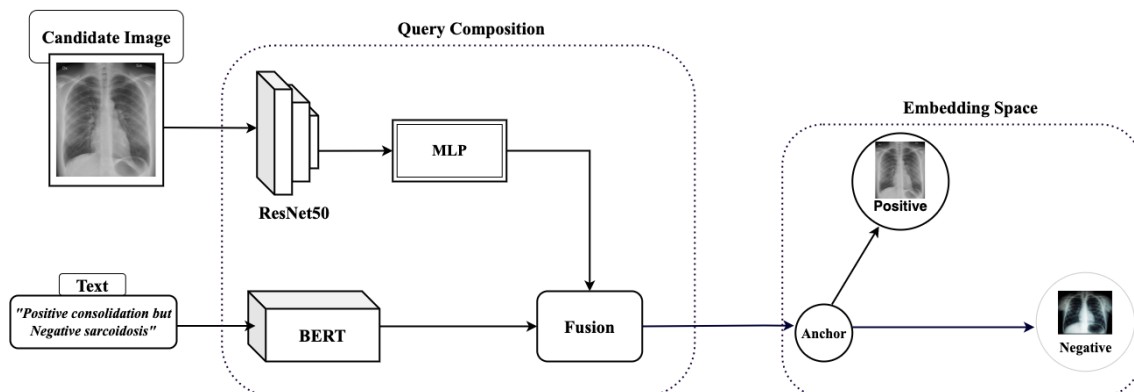 Candidate Image
Query Composition
MLP
ResNet50
Text
"Positive consolidation but
Negative sarcoidosis"
BERT
Fusion
Embedding Space
Positive
Anchor
Negative